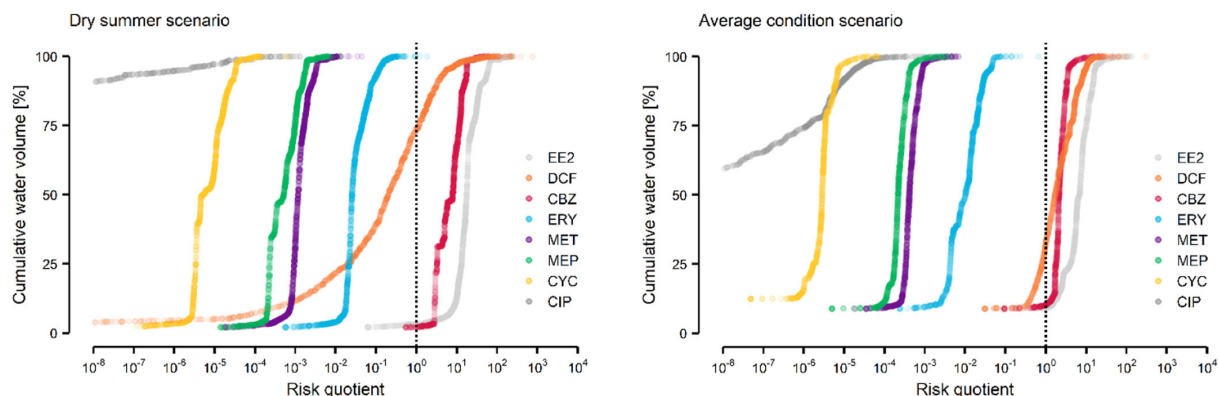 Dry summer scenario
Cumulative water volume [%]
100
75
50
25
0
10⁻⁸ 10⁻⁷ 10⁻⁶ 10⁻⁵ 10⁻⁴ 10⁻³ 10⁻² 10⁻¹ 10⁰ 10¹ 10² 10³ 10⁴
Risk quotient
EE2
DCF
CBZ
ERY
MET
MEP
CYC
CIP
Average condition scenario
Cumulative water volume [%]
100
75
50
25
0
10⁻⁸ 10⁻⁷ 10⁻⁶ 10⁻⁵ 10⁻⁴ 10⁻³ 10⁻² 10⁻¹ 10⁰ 10¹ 10² 10³ 10⁴
Risk quotient
EE2
DCF
CBZ
ERY
MET
MEP
CYC
CIP